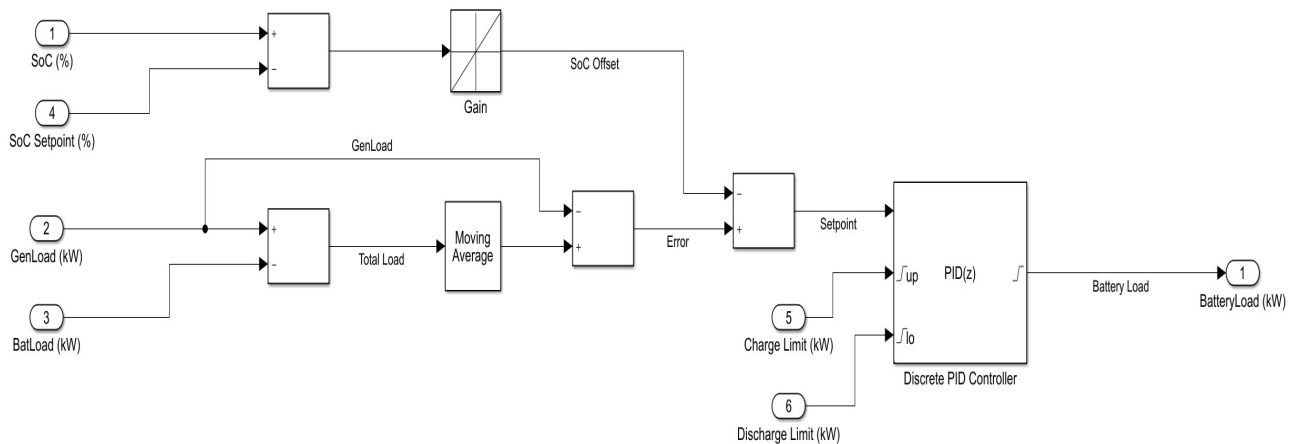 1
+
SoC (%)
−
SoC Offset
4
Gain
SoC Setpoint (%)
GenLoad
−
−
2
+
+
Setpoint
GenLoad (kW)
Total Load
Moving
Average
+
Error
−
up
PID(z)
Battery Load
1
BatteryLoad (kW)
3
BatLoad (kW)
5
Charge Limit (kW)
lo
Discrete PID Controller
6
Discharge Limit (kW)